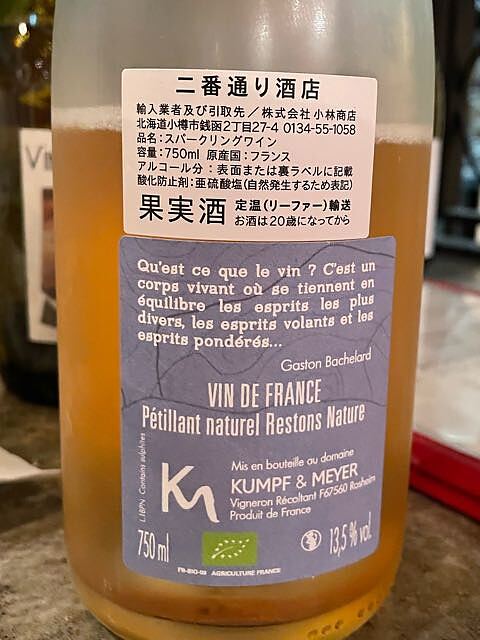 二番通り酒店
輸入業者及び引取先／株式会社 小林商店
北海道小樽市銭函2丁目27-4 0134-55-1058
品名：スパークリングワイン
容量：750ml 原産国：フランス
アルコール分：表面または裏ラベルに記載
酸化防止剤：亜硫酸塩(自然発生するため表記)
果実酒 定温(リーファー)輸送
お酒は20歳になってから
Qu'est ce que le vin ? C'est un
corps vivant où se tiennent en
équilibre les esprits les plus
divers, les esprits volants et les
esprits pondérés...
Gaston Bachelard
VIN DE FRANCE
Pétillant naturel Restons Nature
L.18PN Contains sulphites
KM
Mis en bouteille au domaine
KUMPF & MEYER
Vigneron Récoltant F67560 Rosheim
Produit de France
750 ml
13,5 % vol.
FR-BIO-09 AGRICULTURE FRANCE